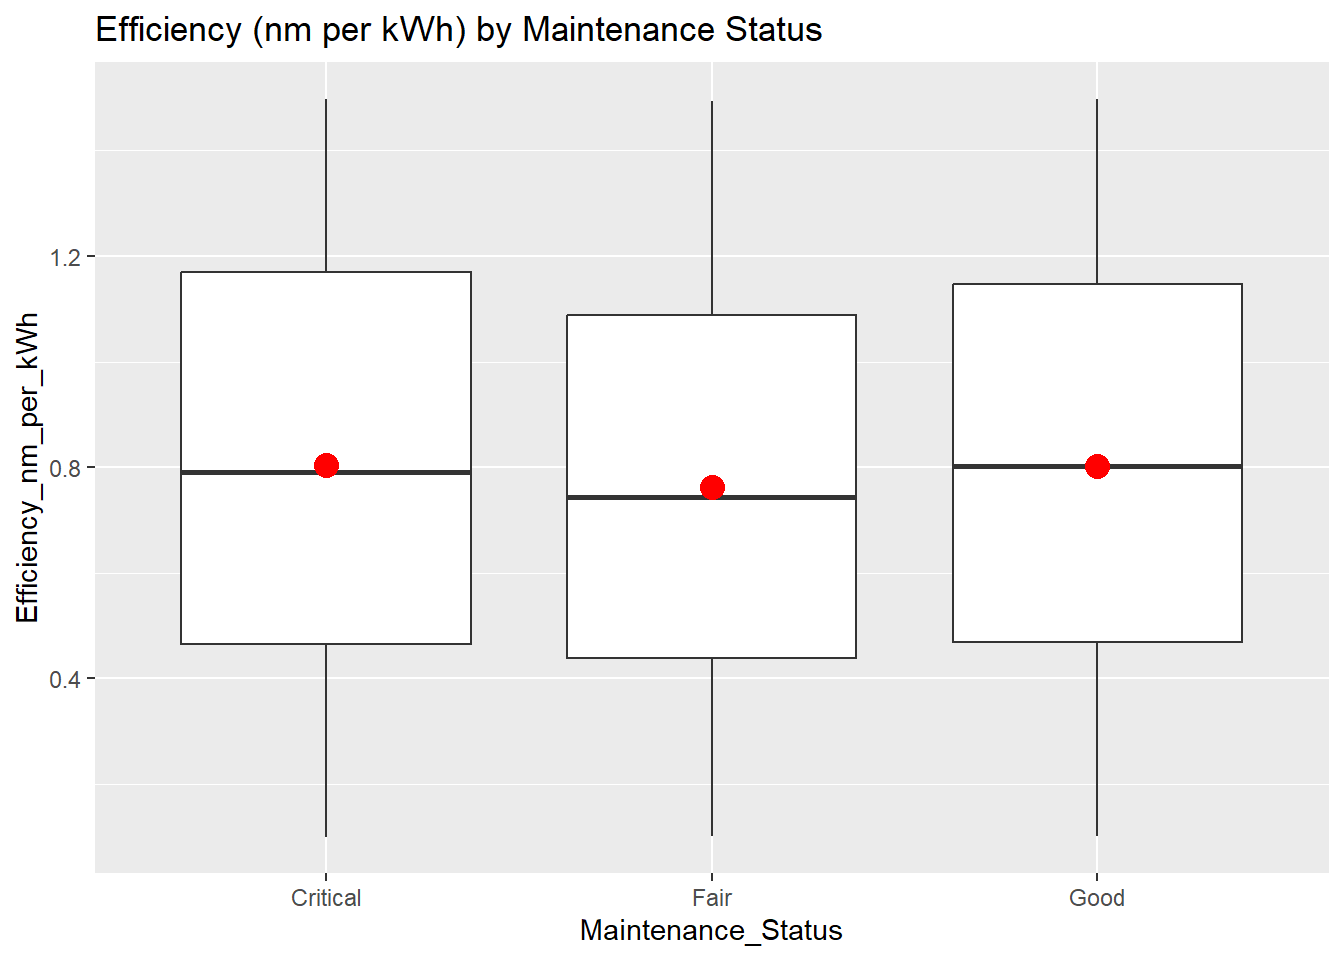 Efficiency (nm per kWh) by Maintenance Status
Efficiency_nm_per_kWh
1.2
0.8
0.4
Critical
Fair
Good
Maintenance_Status